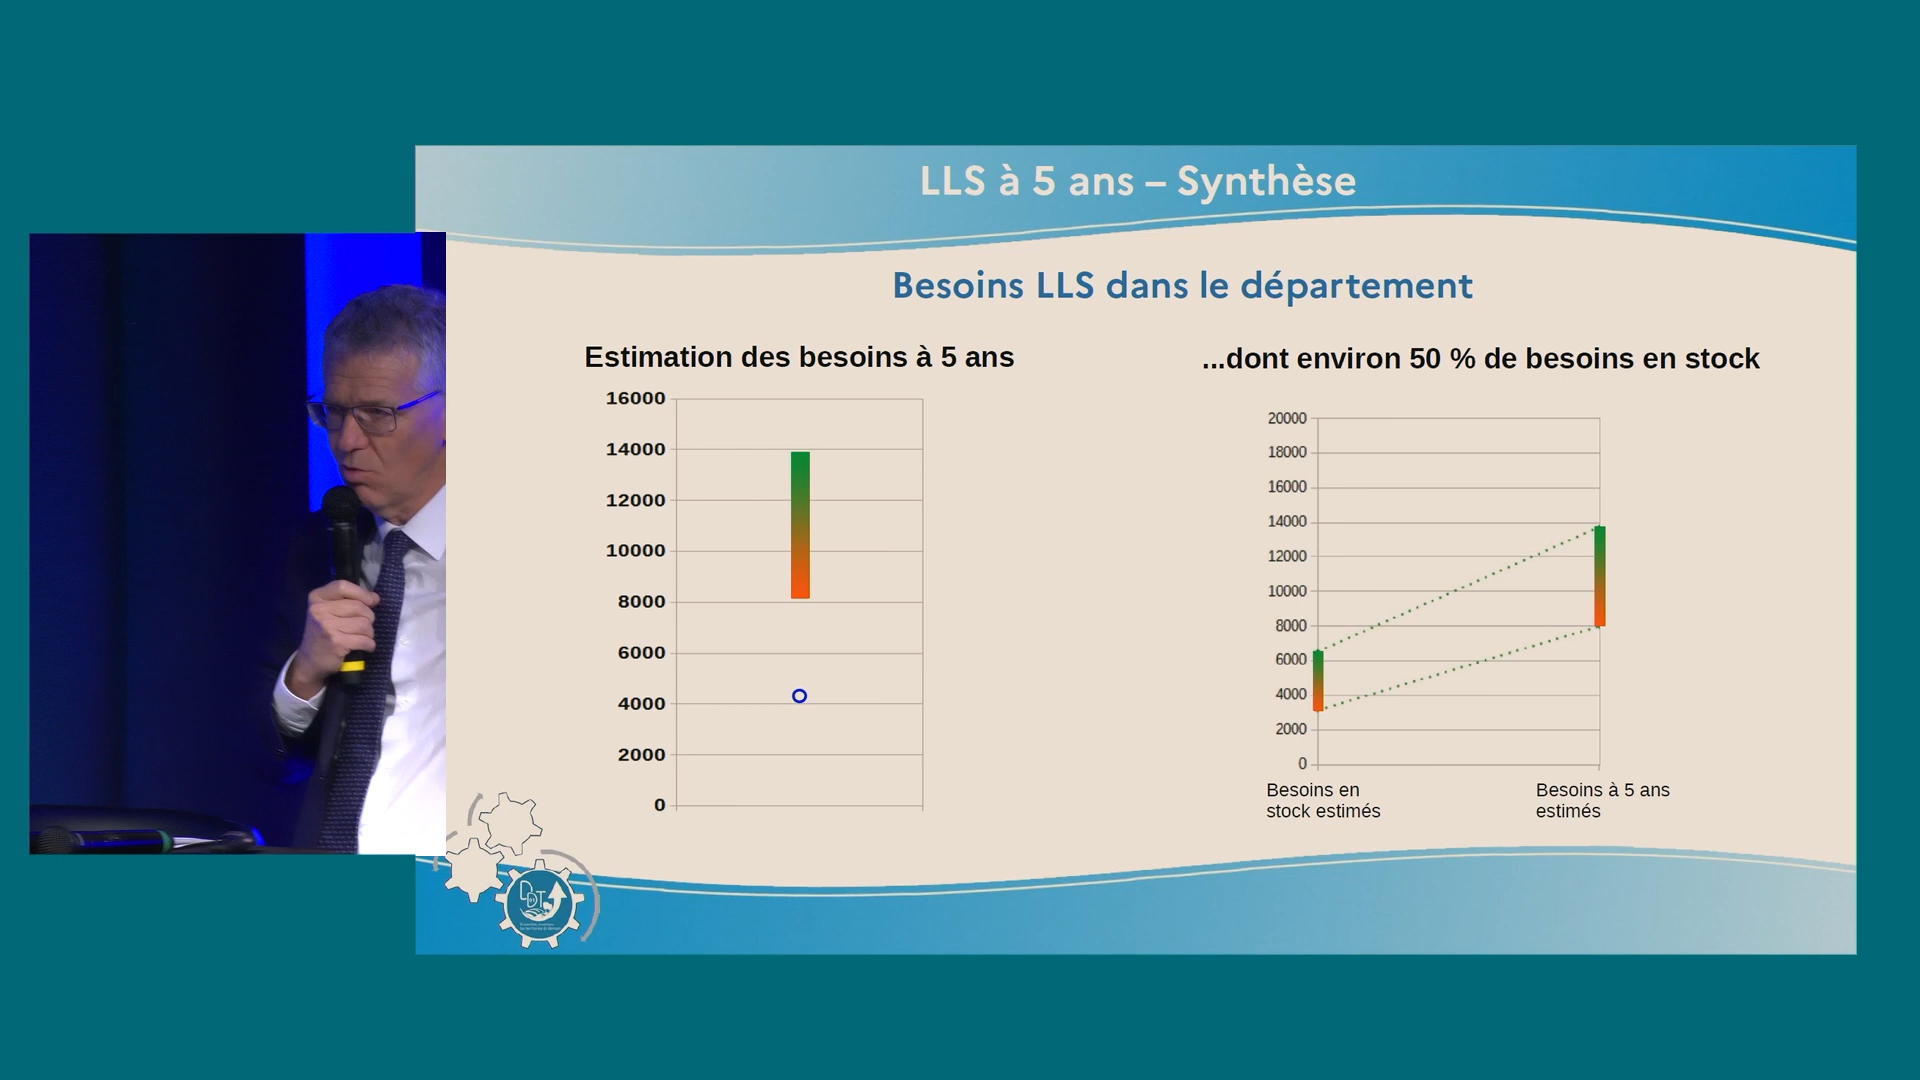 LLS à 5 ans – Synthèse
Besoins LLS dans le département
Estimation des besoins à 5 ans
16000
14000
12000
10000
8000
6000
4000
2000
0
...dont environ 50 % de besoins en stock
20000
18000
16000
14000
12000
10000
8000
6000
4000
2000
0
Besoins en
stock estimés
Besoins à 5 ans
estimés
DDT